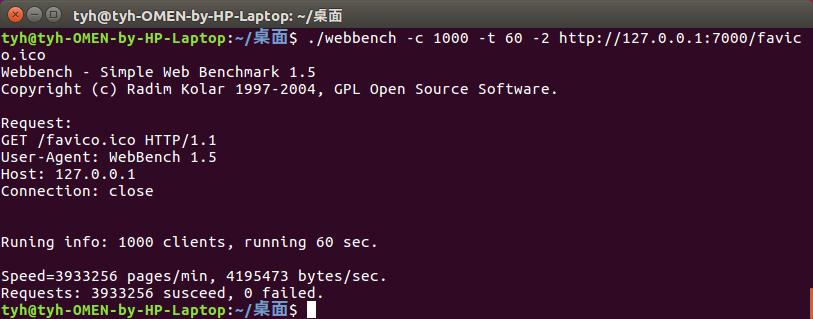 tyh@tyh-OMEN-by-HP-Laptop: ~/桌面
tyh@tyh-OMEN-by-HP-Laptop:~/桌面$ ./webbench -c 1000 -t 60 -2 http://127.0.0.1:7000/favic
o.ico
Webbench - Simple Web Benchmark 1.5
Copyright (c) Radim Kolar 1997-2004, GPL Open Source Software.
Request:
GET /favico.ico HTTP/1.1
User-Agent: WebBench 1.5
Host: 127.0.0.1
Connection: close
Runing info: 1000 clients, running 60 sec.
Speed=3933256 pages/min, 4195473 bytes/sec.
Requests: 3933256 susceed, 0 failed.
tyh@tyh-OMEN-by-HP-Laptop:~/桌面$